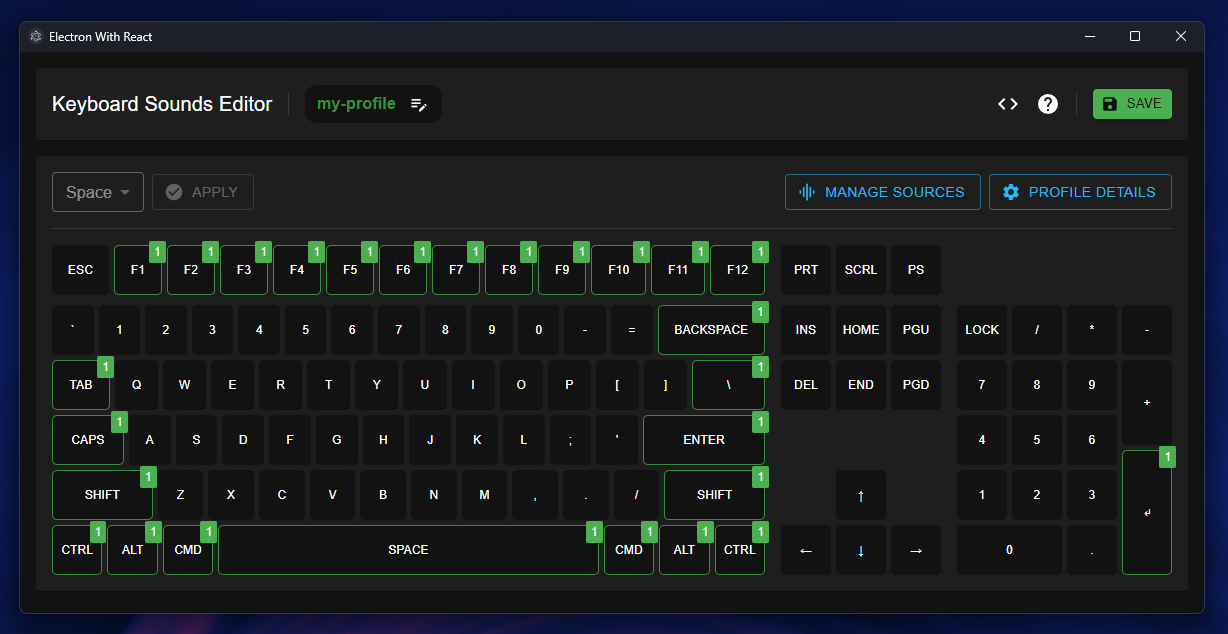 Electron With React
Keyboard Sounds Editor my-profile SAVE
Space APPLY MANAGE SOURCES PROFILE DETAILS
1 1 1 1 1 1 1 1 1 1 1 1
ESC F1 F2 F3 F4 F5 F6 F7 F8 F9 F10 F11 F12 PRT SCRL PS
1
` 1 2 3 4 5 6 7 8 9 0 - = BACKSPACE INS HOME PGU LOCK / * -
1 1
TAB Q W E R T Y U I O P [ ] \ DEL END PGD 7 8 9 +
1 1
CAPS A S D F G H J K L ; ' ENTER 4 5 6
1 1 1
SHIFT Z X C V B N M , . / SHIFT ↑ 1 2 3 ↵
1 1 1 1 1 1 1
CTRL ALT CMD SPACE CMD ALT CTRL ← ↓ → 0 .